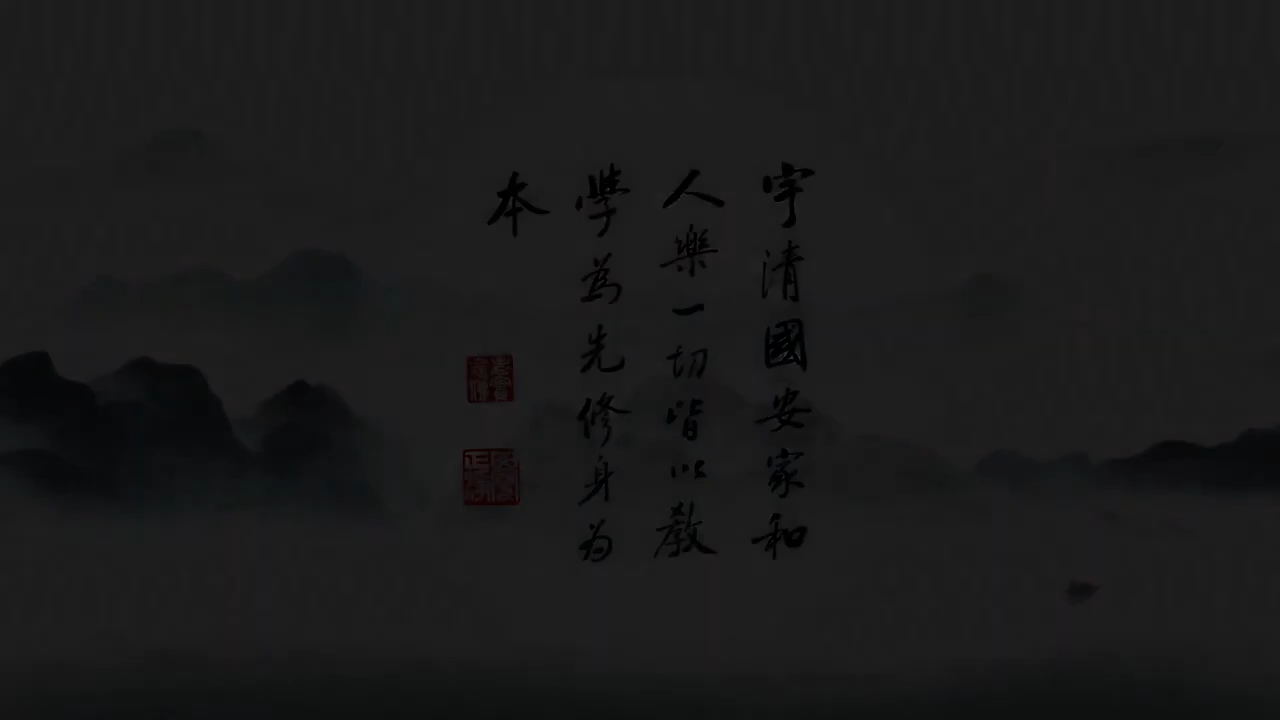 宇清國安家和
人樂一切皆以教
學為先修身为
本